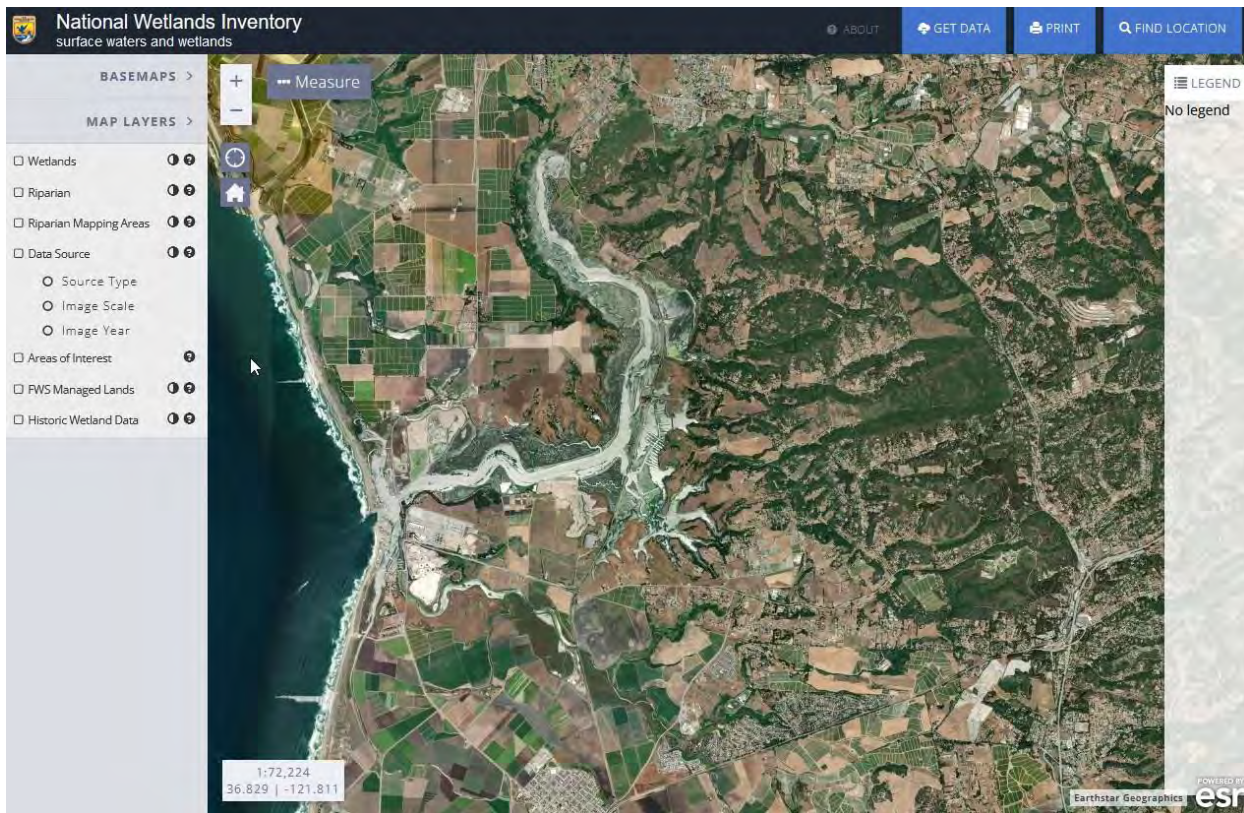 National Wetlands Inventory
surface waters and wetlands
ABOUT
GET DATA
PRINT
FIND LOCATION
BASEMAPS >
MAP LAYERS >
Wetlands
Riparian
Riparian Mapping Areas
Data Source
Source Type
Image Scale
Image Year
Areas of Interest
FWS Managed Lands
Historic Wetland Data
+
−
Measure
LEGEND
No legend
1:72,224
36.829 | -121.811
Earthstar Geographics
POWERED BY
esr